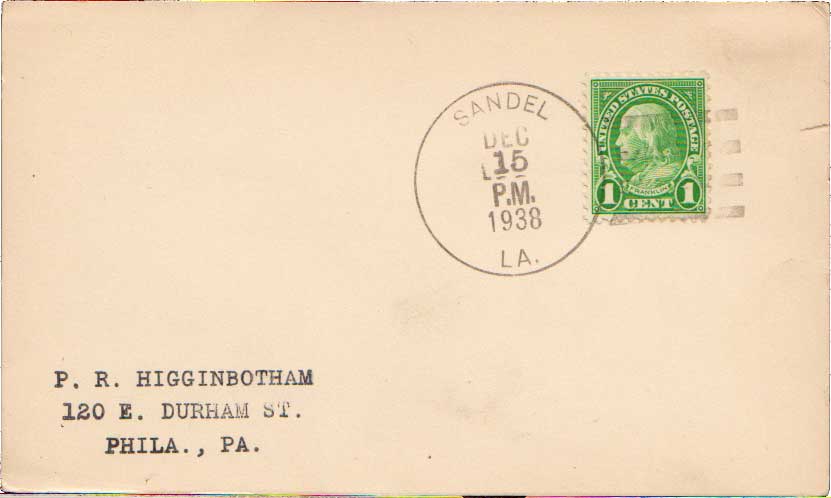 SANDEL
DEC
15
P.M.
1938
LA.
UNITED STATES POSTAGE
FRANKLIN
1 CENT 1
P. R. HIGGINBOTHAM
120 E. DURHAM ST.
PHILA., PA.